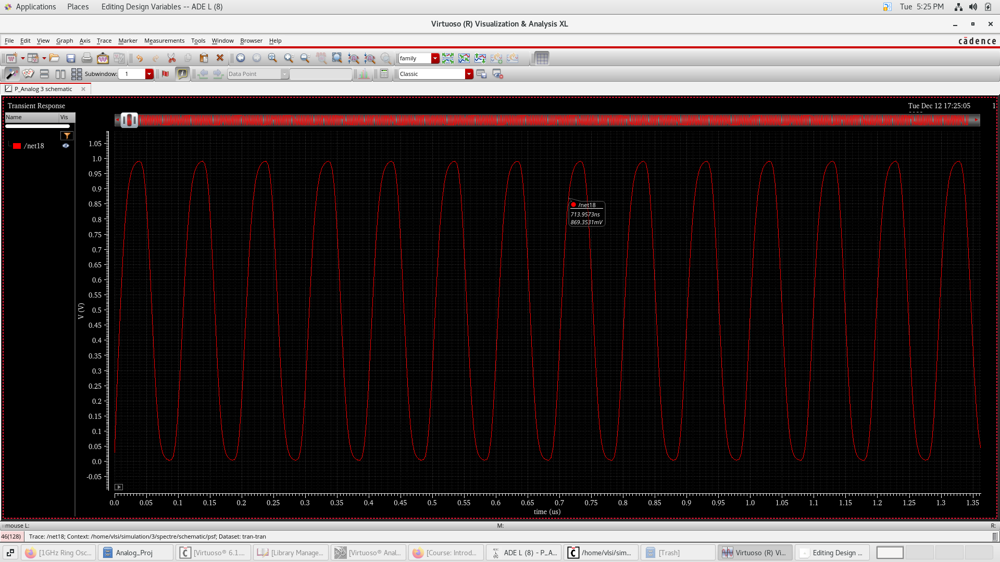 Applications Places Editing Design Variables -- ADE L (8) Tue 5:25 PM
Virtuoso (R) Visualization & Analysis XL
File Edit View Graph Axis Trace Marker Measurements Tools Window Browser Help cādence
family
Subwindow: 1 Data Point Classic
P_Analog 3 schematic
Transient Response Tue Dec 12 17:25:05 1
Name Vis
/net18
1.05
1.0
0.95
0.9
0.85
0.8
0.75
0.7
0.65
0.6
0.55
0.5
0.45
0.4
0.35
0.3
0.25
0.2
0.15
0.1
0.05
0.0
-0.05
V (V)
/net18
713.9573ns
869.3531mV
0.0 0.05 0.1 0.15 0.2 0.25 0.3 0.35 0.4 0.45 0.5 0.55 0.6 0.65 0.7 0.75 0.8 0.85 0.9 0.95 1.0 1.05 1.1 1.15 1.2 1.25 1.3 1.35
time (us)
mouse L: M: R:
46(128) Trace: /net18; Context: /home/vlsi/simulation/3/spectre/schematic/psf; Dataset: tran-tran
[1GHz Ring Osc... Analog_Proj [Virtuoso® 6.1.... [Library Manage... [Virtuoso® Anal... [Course: Introd... ADE L (8) - P_A... /home/vlsi/sim... [Trash] Virtuoso (R) Vi... Editing Design ...